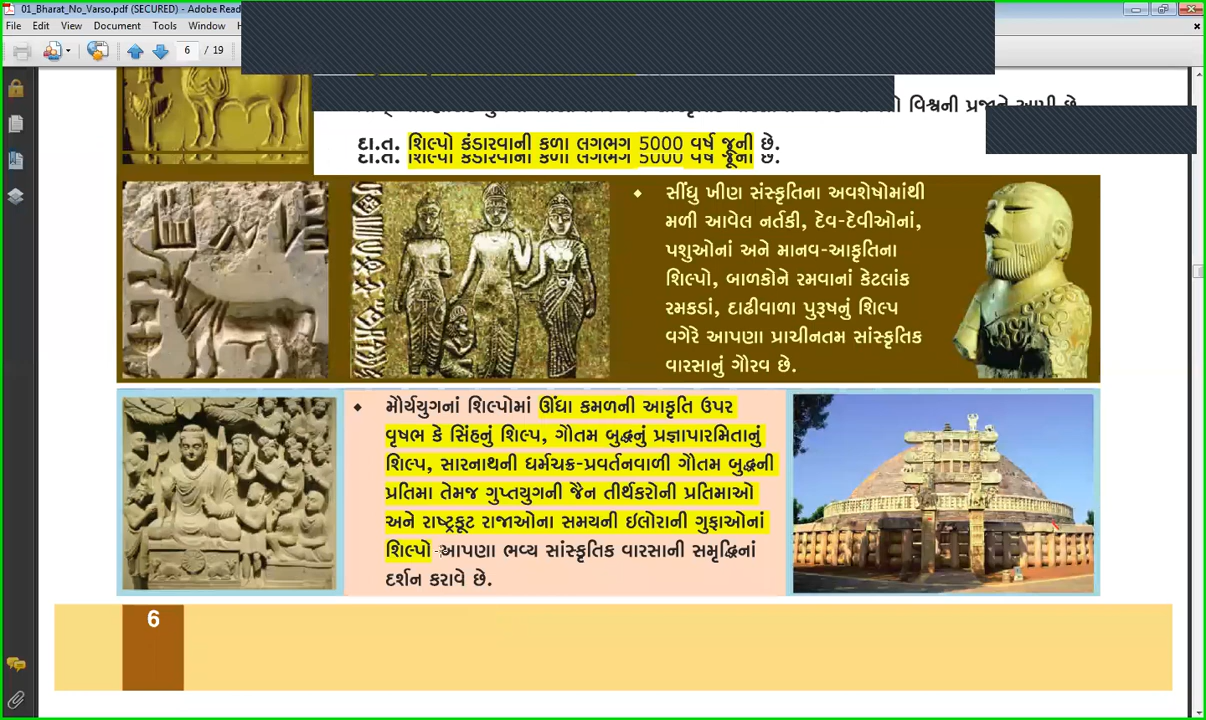 01_Bharat_No_Varso.pdf (SECURED) - Adobe Read
File Edit View Document Tools Window
6 / 19
વિશ્વની પ્રજાને આપી છે
દા.ત. શિલ્પો કંડારવાની કળા લગભગ 5000 વર્ષ જૂની છે.
દા.ત. શિલ્પો કંડારવાની કળા લગભગ 5000 વર્ષ જૂની છે.
સીંધુ ખીણ સંસ્કૃતિના અવશેષોમાંથી
મળી આવેલ નર્તકી, દેવ-દેવીઓનાં,
પશુઓનાં અને માનવ-આકૃતિના
શિલ્પો, બાળકોને રમવાનાં કેટલાંક
રમકડાં, દાઢીવાળા પુરૂષનું શિલ્પ
વગેરે આપણા પ્રાચીનતમ સાંસ્કૃતિક
વારસાનું ગૌરવ છે.
મૌર્યયુગનાં શિલ્પોમાં ઊંધા કમળની આકૃતિ ઉપર
વૃષભ કે સિંહનું શિલ્પ, ગૌતમ બુદ્ધનું પ્રજ્ઞાપારમિતાનું
શિલ્પ, સારનાથની ધર્મચક્ર-પ્રવર્તનવાળી ગૌતમ બુદ્ધની
પ્રતિમા તેમજ ગુપ્તયુગની જૈન તીર્થંકરોની પ્રતિમાઓ
અને રાષ્ટ્રકૂટ રાજાઓના સમયની ઈલોરાની ગુફાઓનાં
શિલ્પો આપણા ભવ્ય સાંસ્કૃતિક વારસાની સમૃદ્ધિનાં
દર્શન કરાવે છે.
6